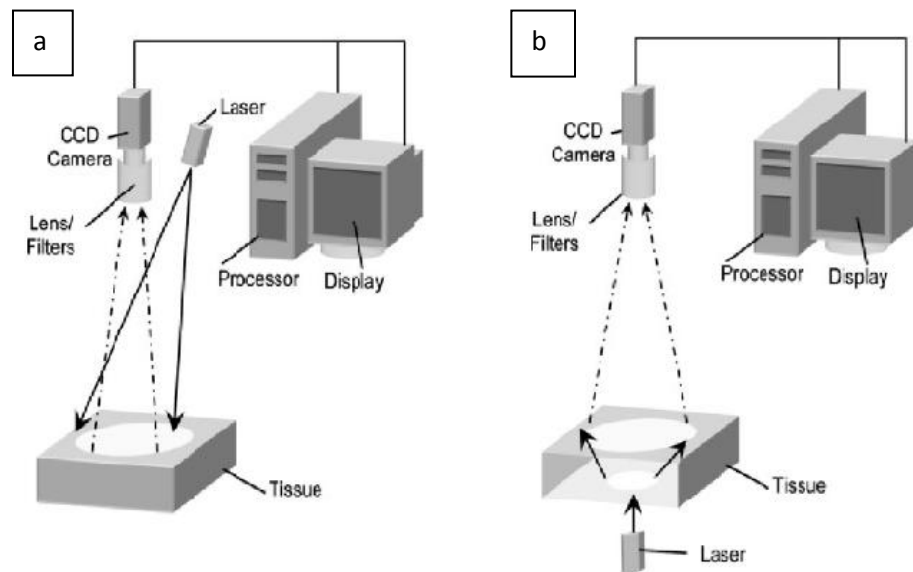 a
Laser
CCD
Camera
Lens/
Filters
Processor
Display
Tissue
b
CCD
Camera
Lens/
Filters
Processor
Display
Tissue
Laser